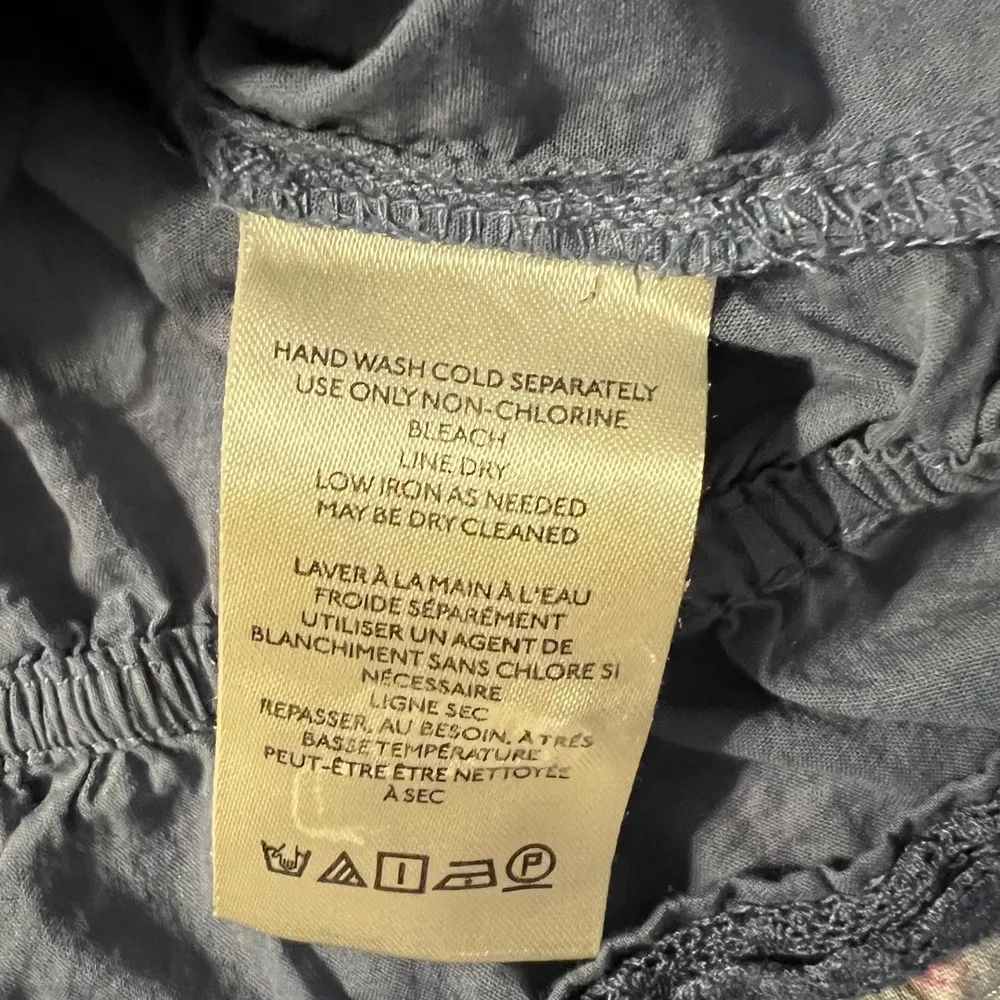 HAND WASH COLD SEPARATELY
USE ONLY NON-CHLORINE
BLEACH
LINE DRY
LOW IRON AS NEEDED
MAY BE DRY CLEANED
LAVER À LA MAIN À L'EAU
FROIDE SÉPARÉMENT
UTILISER UN AGENT DE
BLANCHIMENT SANS CHLORE SI
NÉCESSAIRE
LIGNE SEC
REPASSER, AU BESOIN, À TRÉS
BASSE TEMPÉRATURE
PEUT-ÊTRE ÊTRE NETTOYÉE
À SEC
P